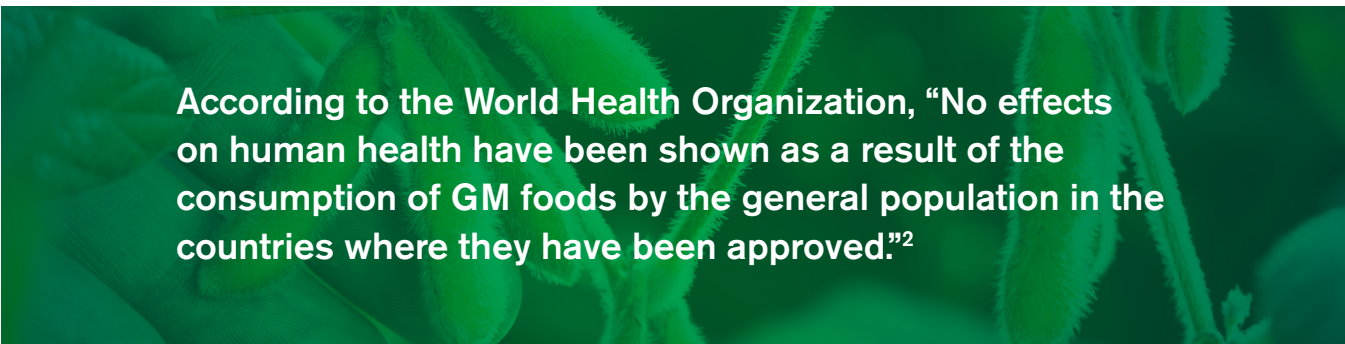 According to the World Health Organization, “No effects
on human health have been shown as a result of the
consumption of GM foods by the general population in the
countries where they have been approved.”²